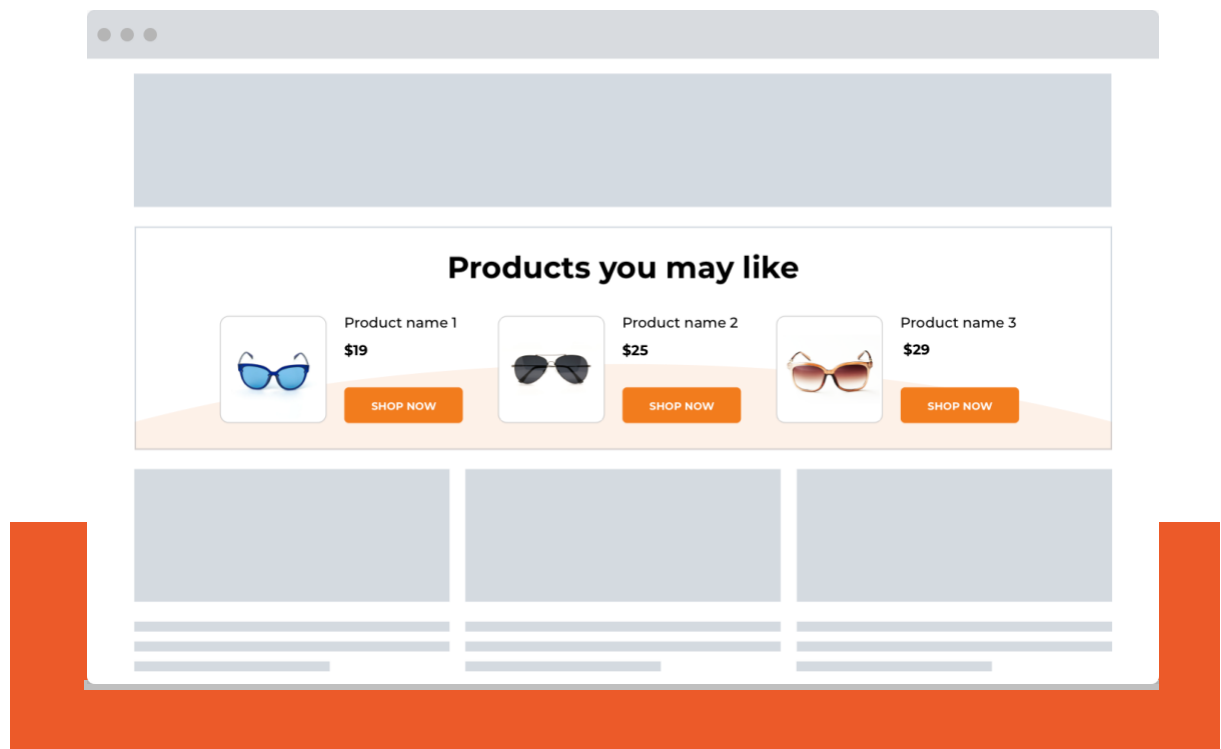 Products you may like
Product name 1
$19
SHOP NOW
Product name 2
$25
SHOP NOW
Product name 3
$29
SHOP NOW